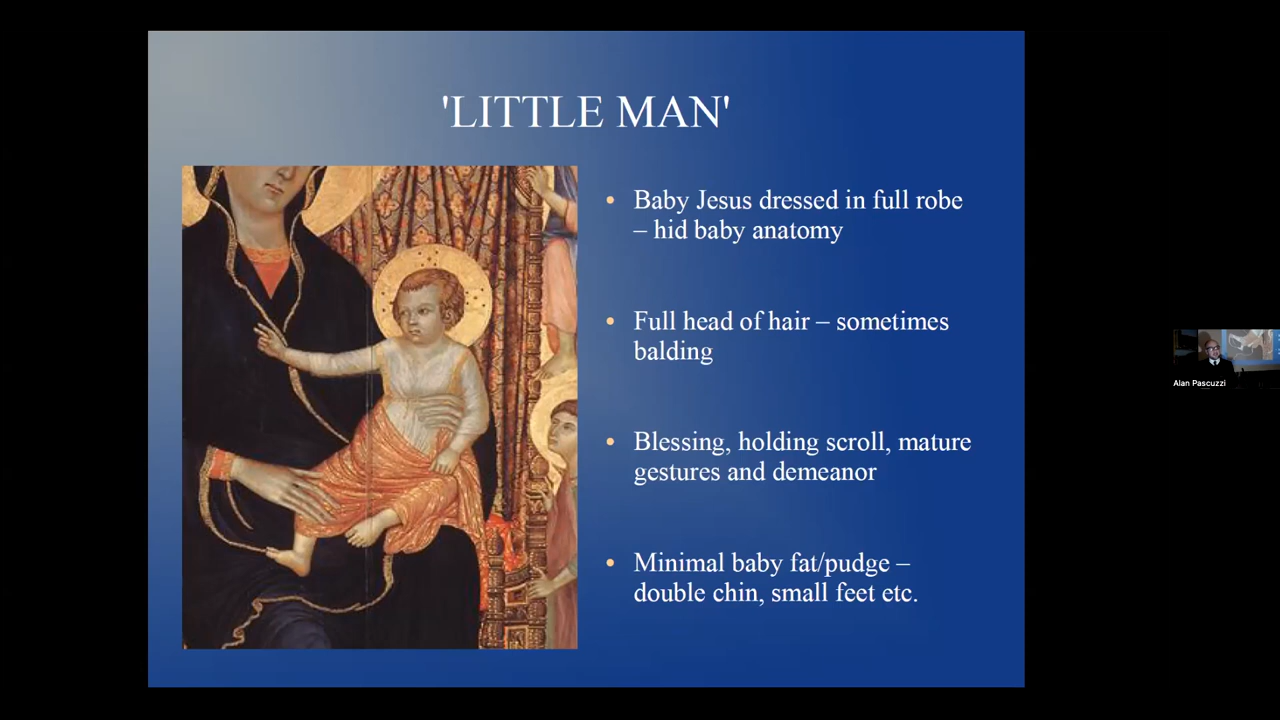 'LITTLE MAN'
• Baby Jesus dressed in full robe
– hid baby anatomy
• Full head of hair – sometimes
balding
• Blessing, holding scroll, mature
gestures and demeanor
• Minimal baby fat/pudge –
double chin, small feet etc.
Alan Pascuzzi